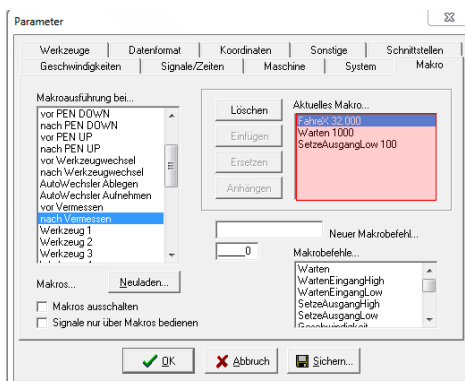 Parameter
Werkzeuge Datenformat Koordinaten Sonstige Schnittstellen
Geschwindigkeiten Signale/Zeiten Maschine System Makro
Makroausführung bei...
vor PEN DOWN
nach PEN DOWN
vor PEN UP
nach PEN UP
vor Werkzeugwechsel
nach Werkzeugwechsel
AutoWechsler Ablegen
AutoWechsler Aufnehmen
vor Vermessen
nach Vermessen
Werkzeug 1
Werkzeug 2
Werkzeug 3
Löschen
Einfügen
Ersetzen
Anhängen
Aktuelles Makro...
FahreX 32.000
Warten 1000
SetzeAusgangLow 100
Neuer Makrobefehl...
____0
Makrobefehle...
Warten
WartenEingangHigh
WartenEingangLow
SetzeAusgangHigh
SetzeAusgangLow
Geschwindigkeit
Makros... Neuladen...
Makros ausschalten
Signale nur über Makros bedienen
OK Abbruch Sichern...